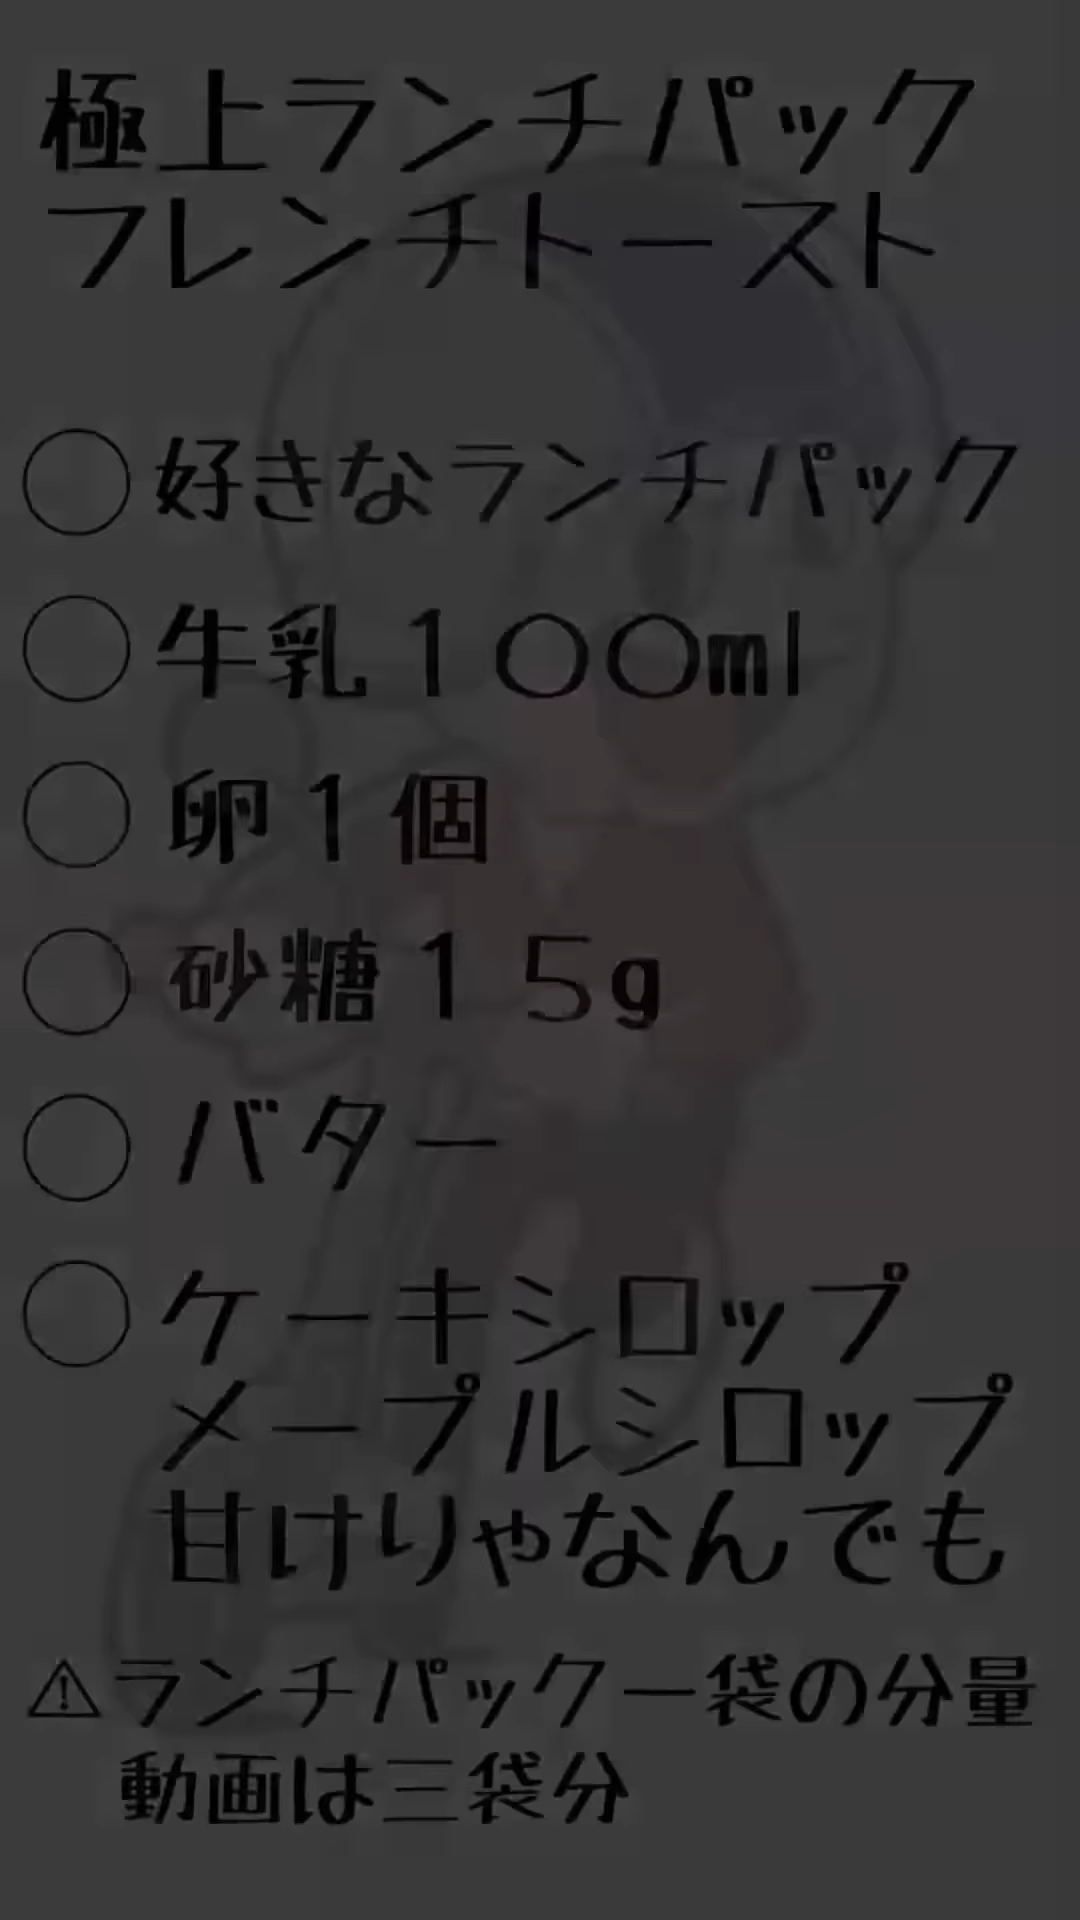 極上ランチパック
フレンチトースト
◯好きなランチパック
◯牛乳１００ml
◯卵１個
◯砂糖１５g
◯バター
◯ケーキシロップ
メープルシロップ
甘けりゃなんでも
⚠ランチパック一袋の分量
動画は三袋分